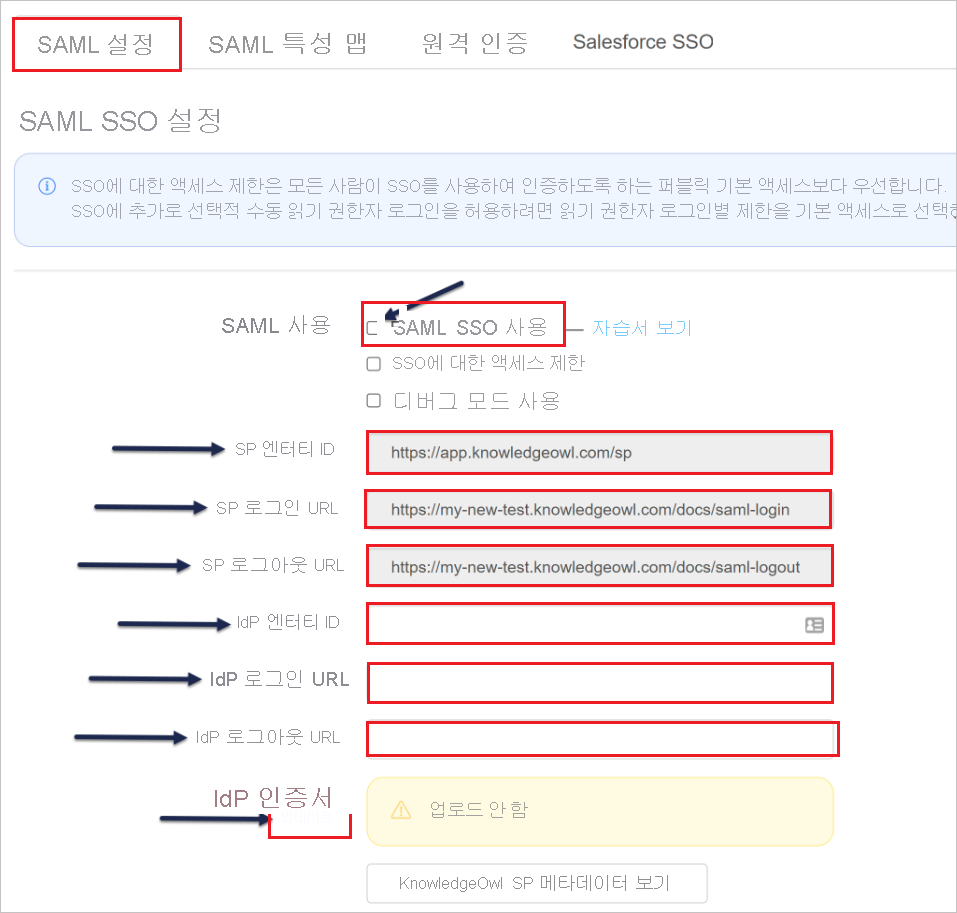 SAML 설정 SAML 특성 맵 원격 인증 Salesforce SSO
SAML SSO 설정
SSO에 대한 액세스 제한은 모든 사람이 SSO를 사용하여 인증하도록 하는 퍼블릭 기본 액세스보다 우선합니다.
SSO에 추가로 선택적 수동 읽기 권한자 로그인을 허용하려면 읽기 권한자 로그인별 제한을 기본 액세스로
SAML 사용 SAML SSO 사용 — 자습서 보기
SSO에 대한 액세스 제한
디버그 모드 사용
SP 엔터티 ID https://app.knowledgeowl.com/sp
SP 로그인 URL https://my-new-test.knowledgeowl.com/docs/saml-login
SP 로그아웃 URL https://my-new-test.knowledgeowl.com/docs/saml-logout
IdP 엔터티 ID
IdP 로그인 URL
IdP 로그아웃 URL
IdP 인증서 업로드 안 함
KnowledgeOwl SP 메타데이터 보기